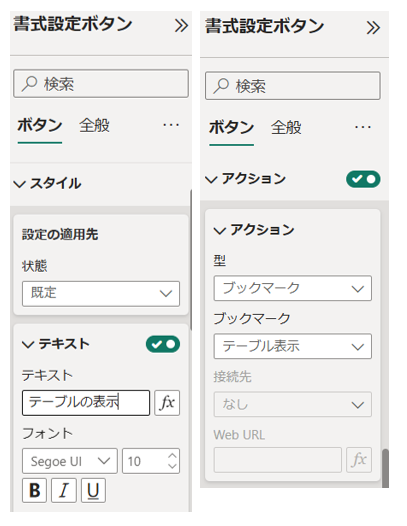 書式設定ボタン
検索
ボタン 全般 ...
スタイル
設定の適用先
状態
既定
テキスト
テキスト
テーブルの表示 fx
フォント
Segoe UI 10
B I U
書式設定ボタン
検索
ボタン 全般 ...
アクション
アクション
型
ブックマーク
ブックマーク
テーブル表示
接続先
なし
Web URL
fx